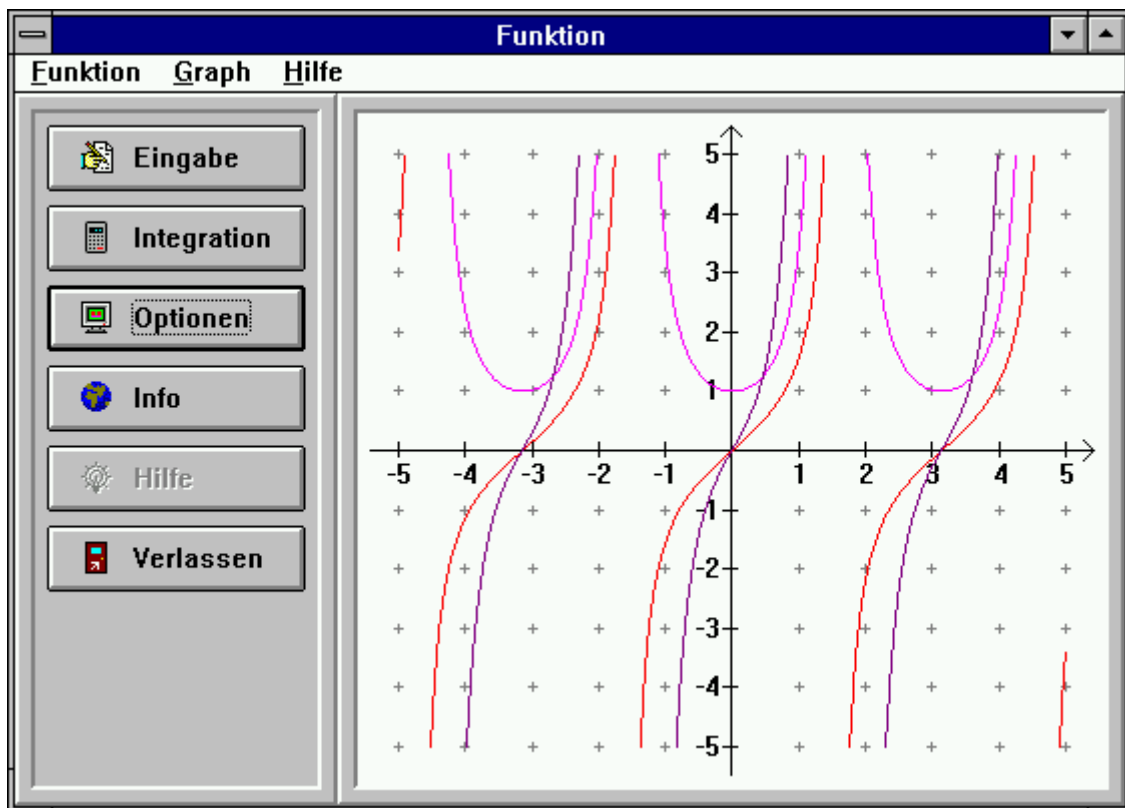 Funktion
Funktion Graph Hilfe
Eingabe
Integration
Optionen
Info
Hilfe
Verlassen
5
4
3
2
1
-5 -4 -3 -2 -1 1 2 3 4 5
-1
-2
-3
-4
-5